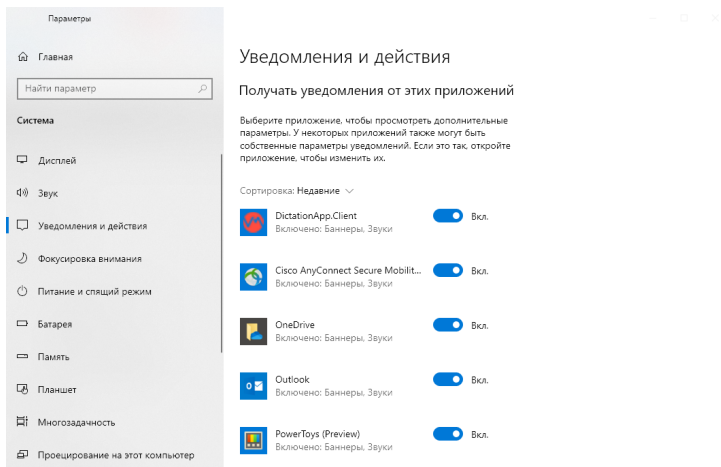 Параметры
Главная
Найти параметр
Система
Дисплей
Звук
Уведомления и действия
Фокусировка внимания
Питание и спящий режим
Батарея
Память
Планшет
Многозадачность
Проецирование на этот компьютер
Уведомления и действия
Получать уведомления от этих приложений
Выберите приложение, чтобы просмотреть дополнительные
параметры. У некоторых приложений также могут быть
собственные параметры уведомлений. Если это так, откройте
приложение, чтобы изменить их.
Сортировка: Недавние
DictationApp.Client
Включено: Баннеры, Звуки
Вкл.
Cisco AnyConnect Secure Mobilit...
Включено: Баннеры, Звуки
Вкл.
OneDrive
Включено: Баннеры, Звуки
Вкл.
Outlook
Включено: Баннеры, Звуки
Вкл.
PowerToys (Preview)
Включено: Баннеры, Звуки
Вкл.